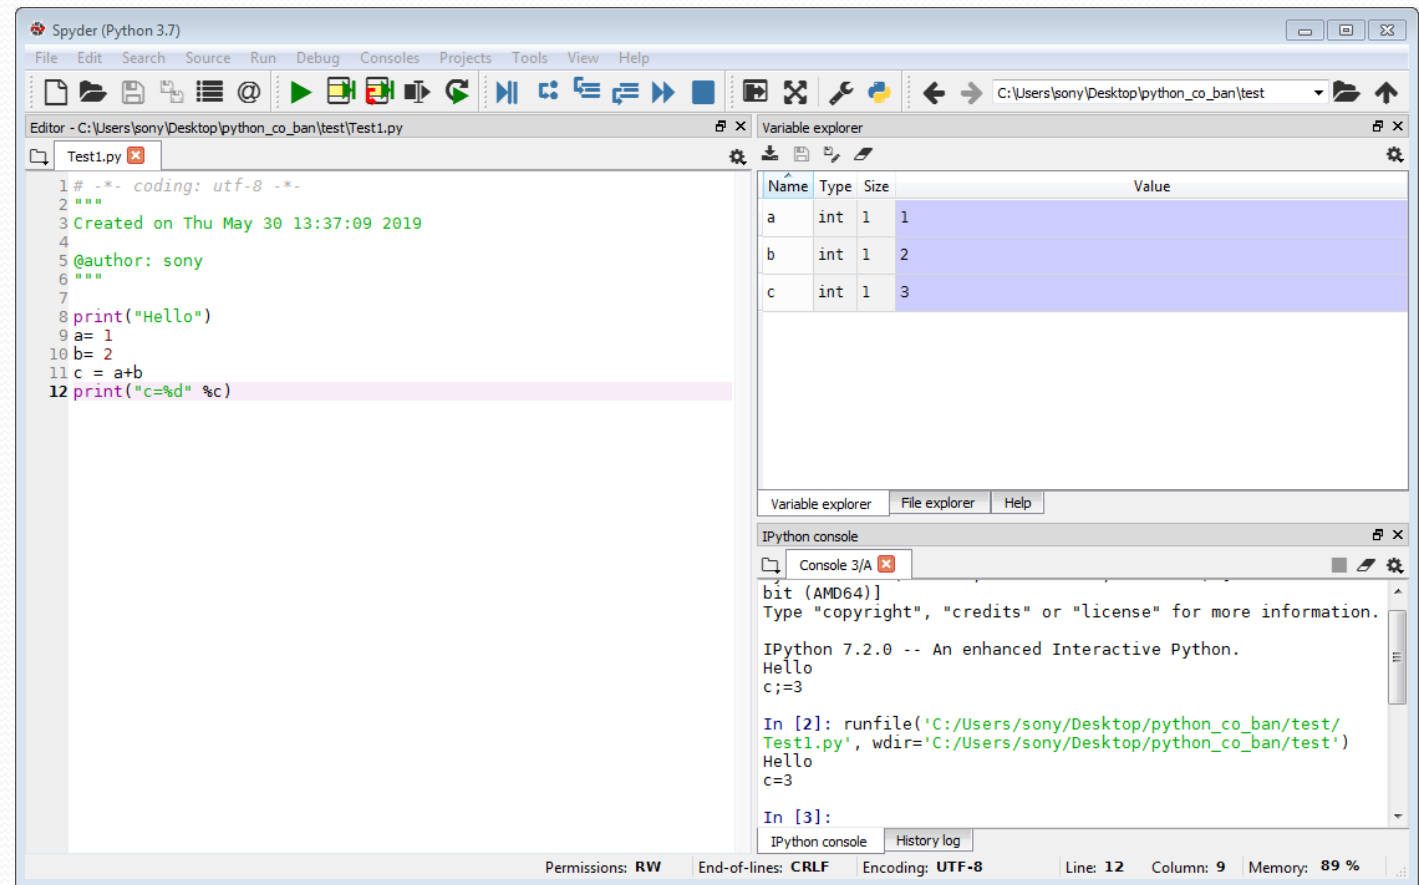 Spyder (Python 3.7)
File Edit Search Source Run Debug Consoles Projects Tools View Help
C:\Users\sony\Desktop\python_co_ban\test
Editor - C:\Users\sony\Desktop\python_co_ban\test\Test1.py
Test1.py
1 # -*- coding: utf-8 -*-
2 """
3 Created on Thu May 30 13:37:09 2019
4
5 @author: sony
6 """
7
8 print("Hello")
9 a= 1
10 b= 2
11 c = a+b
12 print("c=%d" %c)
Variable explorer
Name Type Size Value
a int 1 1
b int 1 2
c int 1 3
Variable explorer File explorer Help
IPython console
Console 3/A
bit (AMD64)]
Type "copyright", "credits" or "license" for more information.
IPython 7.2.0 -- An enhanced Interactive Python.
Hello
c;=3
In [2]: runfile('C:/Users/sony/Desktop/python_co_ban/test/
Test1.py', wdir='C:/Users/sony/Desktop/python_co_ban/test')
Hello
c=3
In [3]:
IPython console History log
Permissions: RW End-of-lines: CRLF Encoding: UTF-8 Line: 12 Column: 9 Memory: 89 %